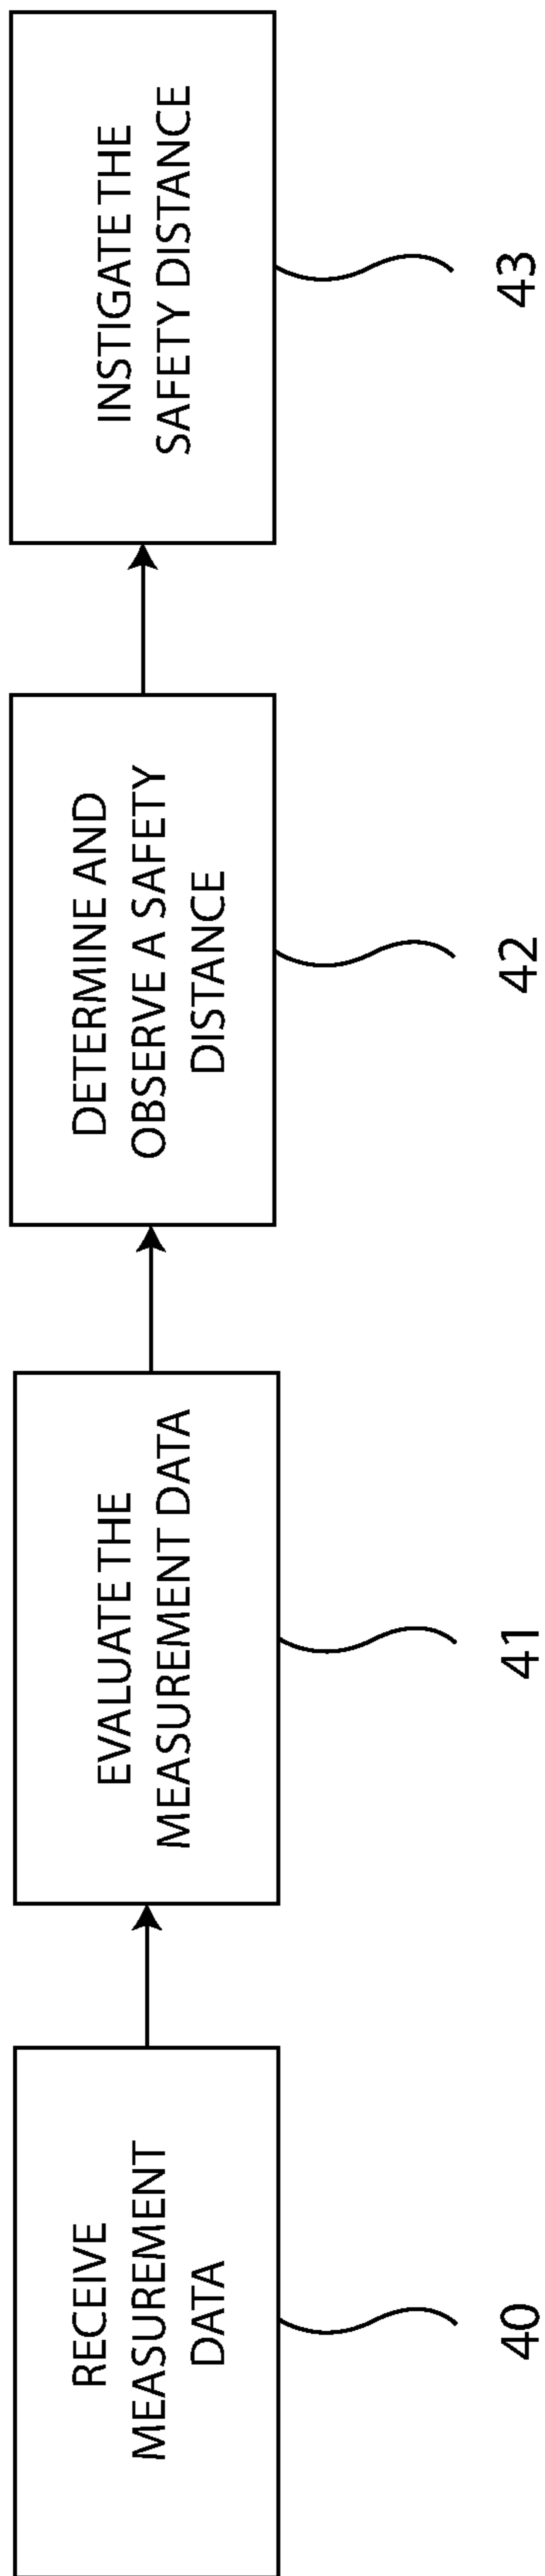 RECEIVE
MEASUREMENT
DATA
40
EVALUATE THE
MEASUREMENT DATA
41
DETERMINE AND
OBSERVE A SAFETY
DISTANCE
42
INSTIGATE THE
SAFETY DISTANCE
43